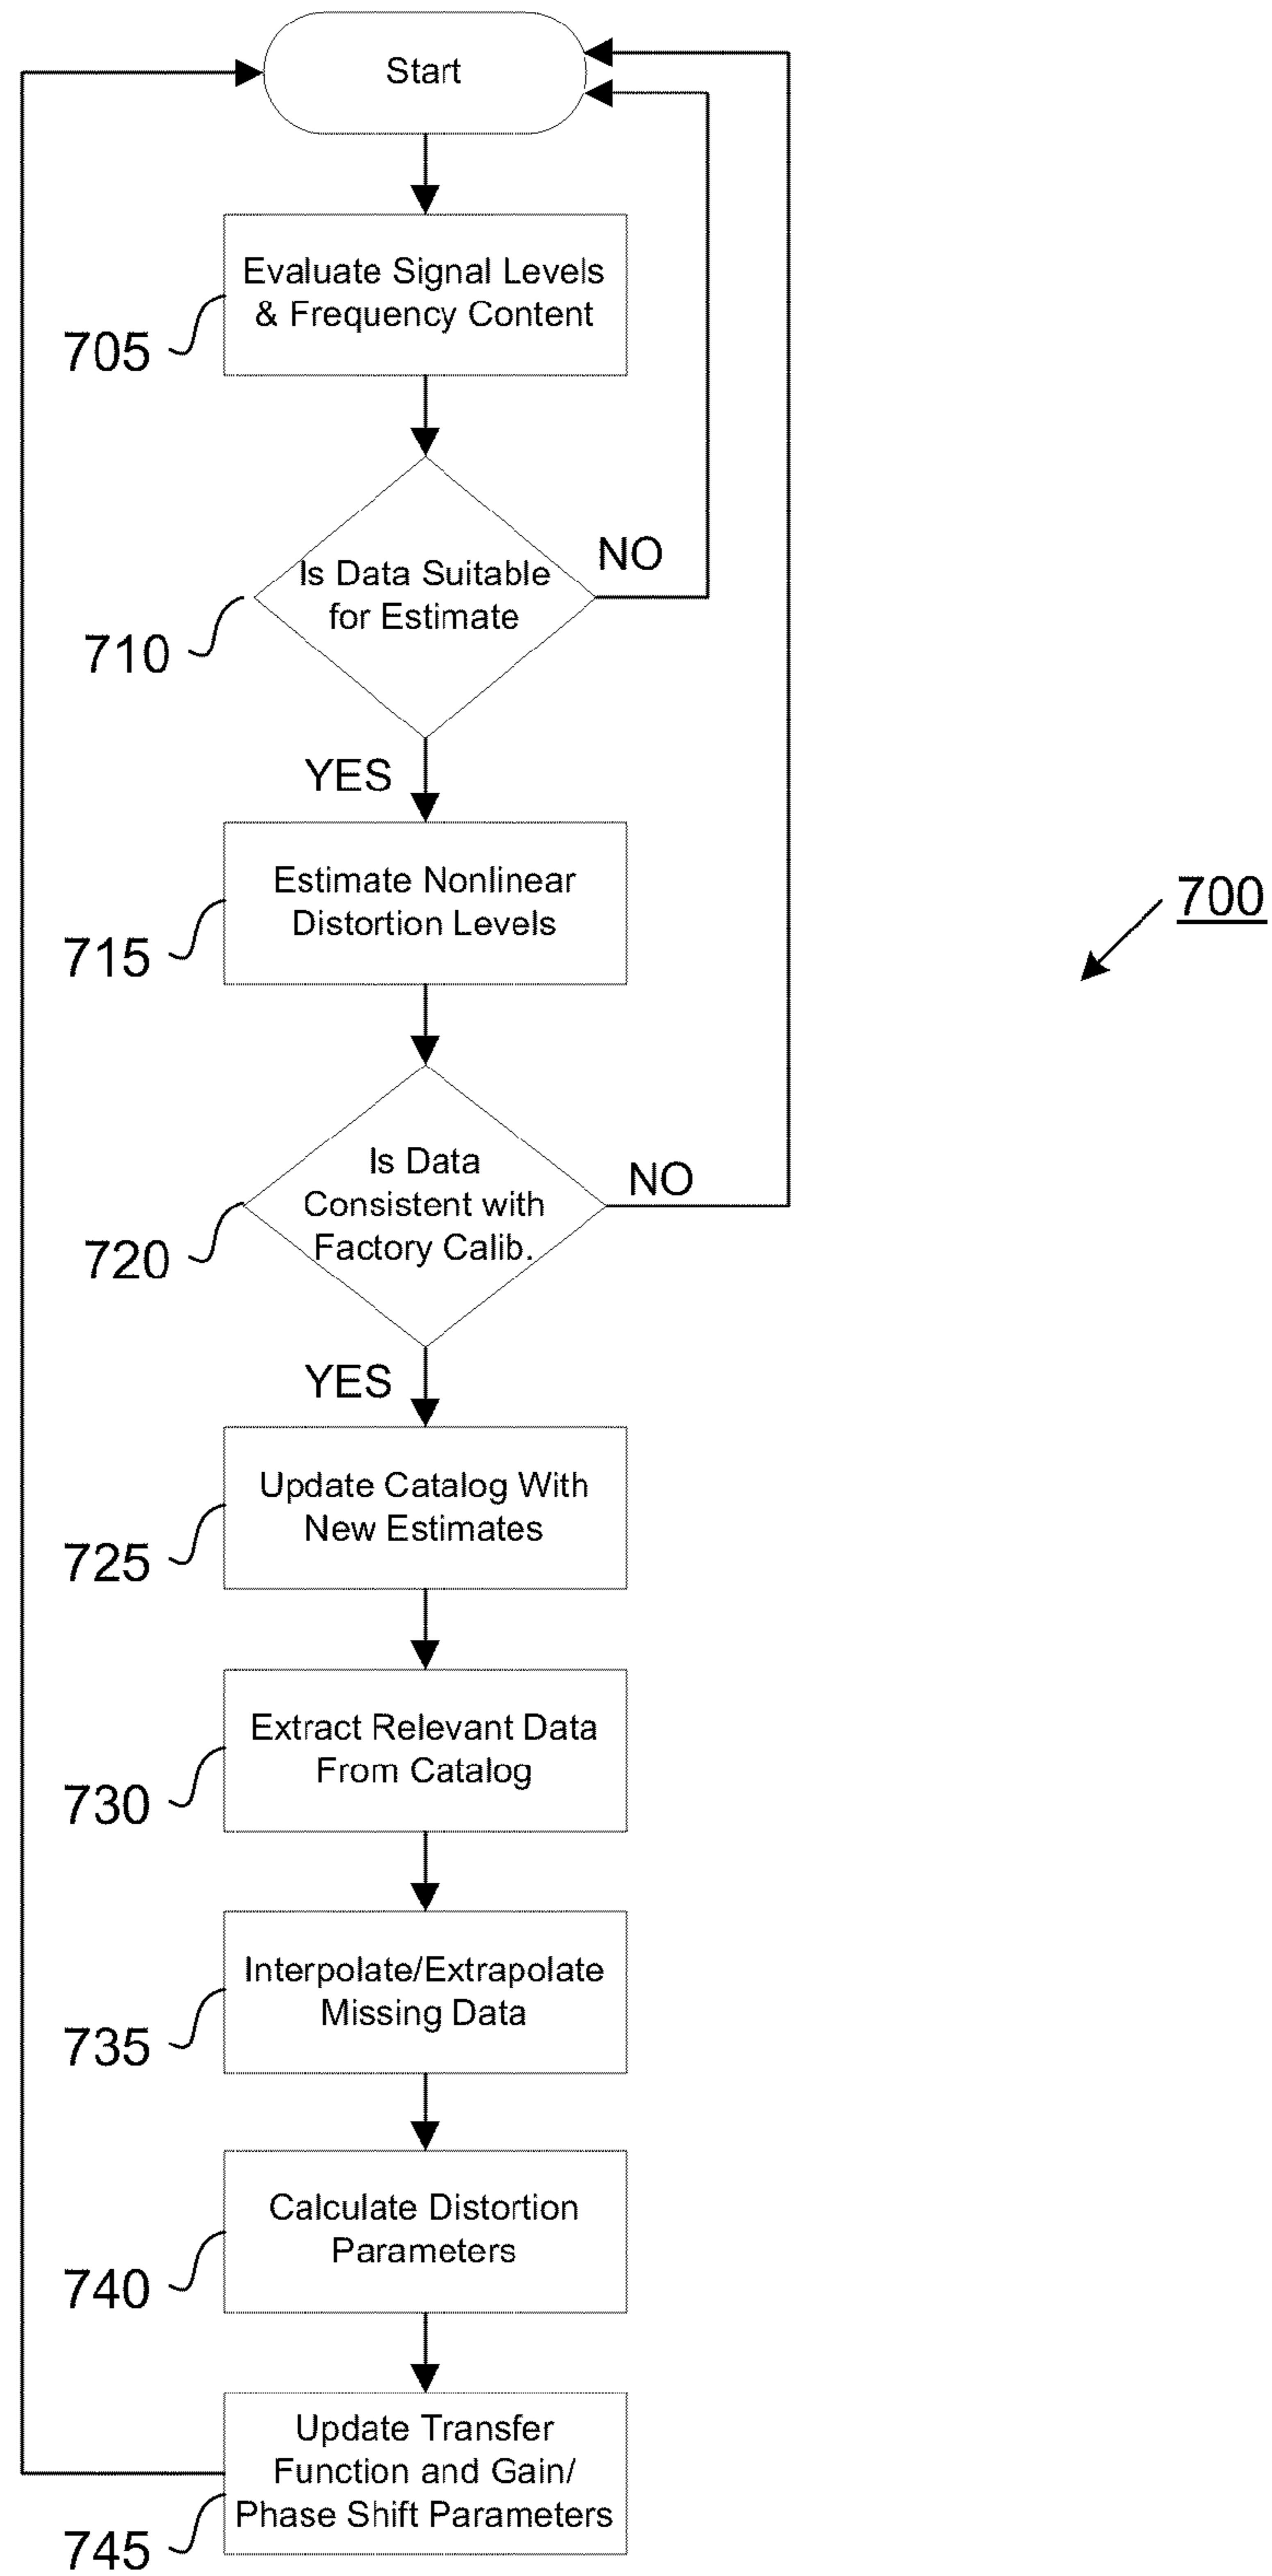 Start
Evaluate Signal Levels
& Frequency Content
705
Is Data Suitable
for Estimate
NO
710
YES
Estimate Nonlinear
Distortion Levels
715
700
Is Data
Consistent with
Factory Calib.
NO
720
YES
Update Catalog With
New Estimates
725
Extract Relevant Data
From Catalog
730
Interpolate/Extrapolate
Missing Data
735
Calculate Distortion
Parameters
740
Update Transfer
Function and Gain/
Phase Shift Parameters
745